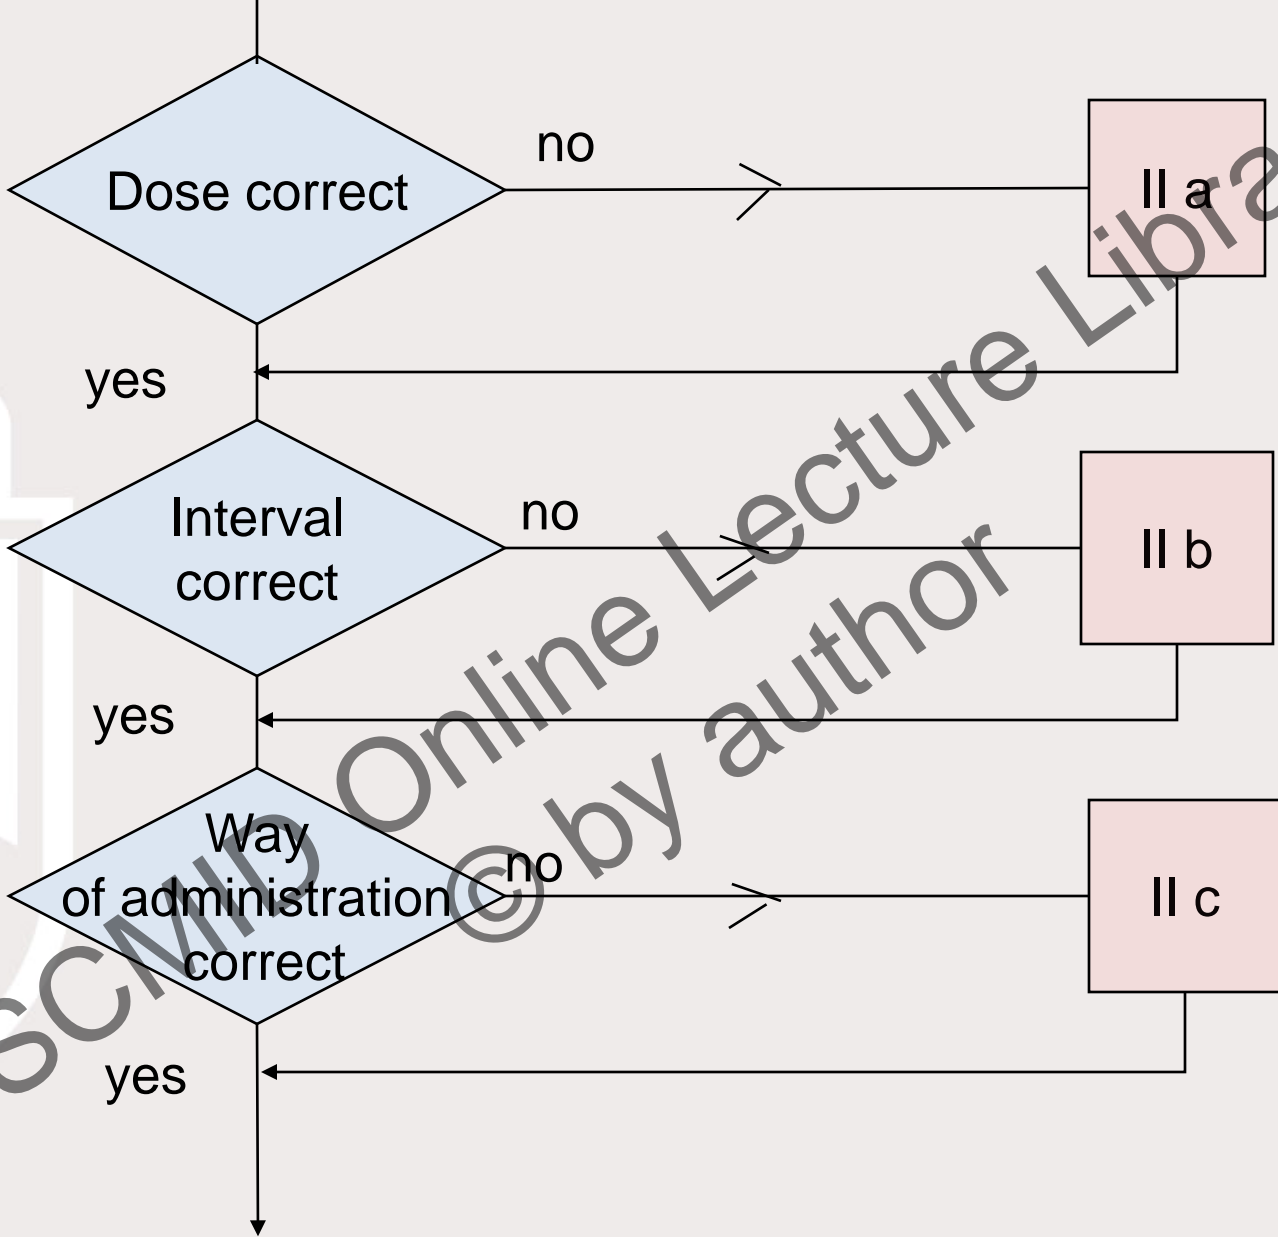 Dose correct
no
II a
yes
Interval
correct
no
II b
yes
Way
of administration
correct
no
II c
yes
SCMID Online Lecture Libra
© by author